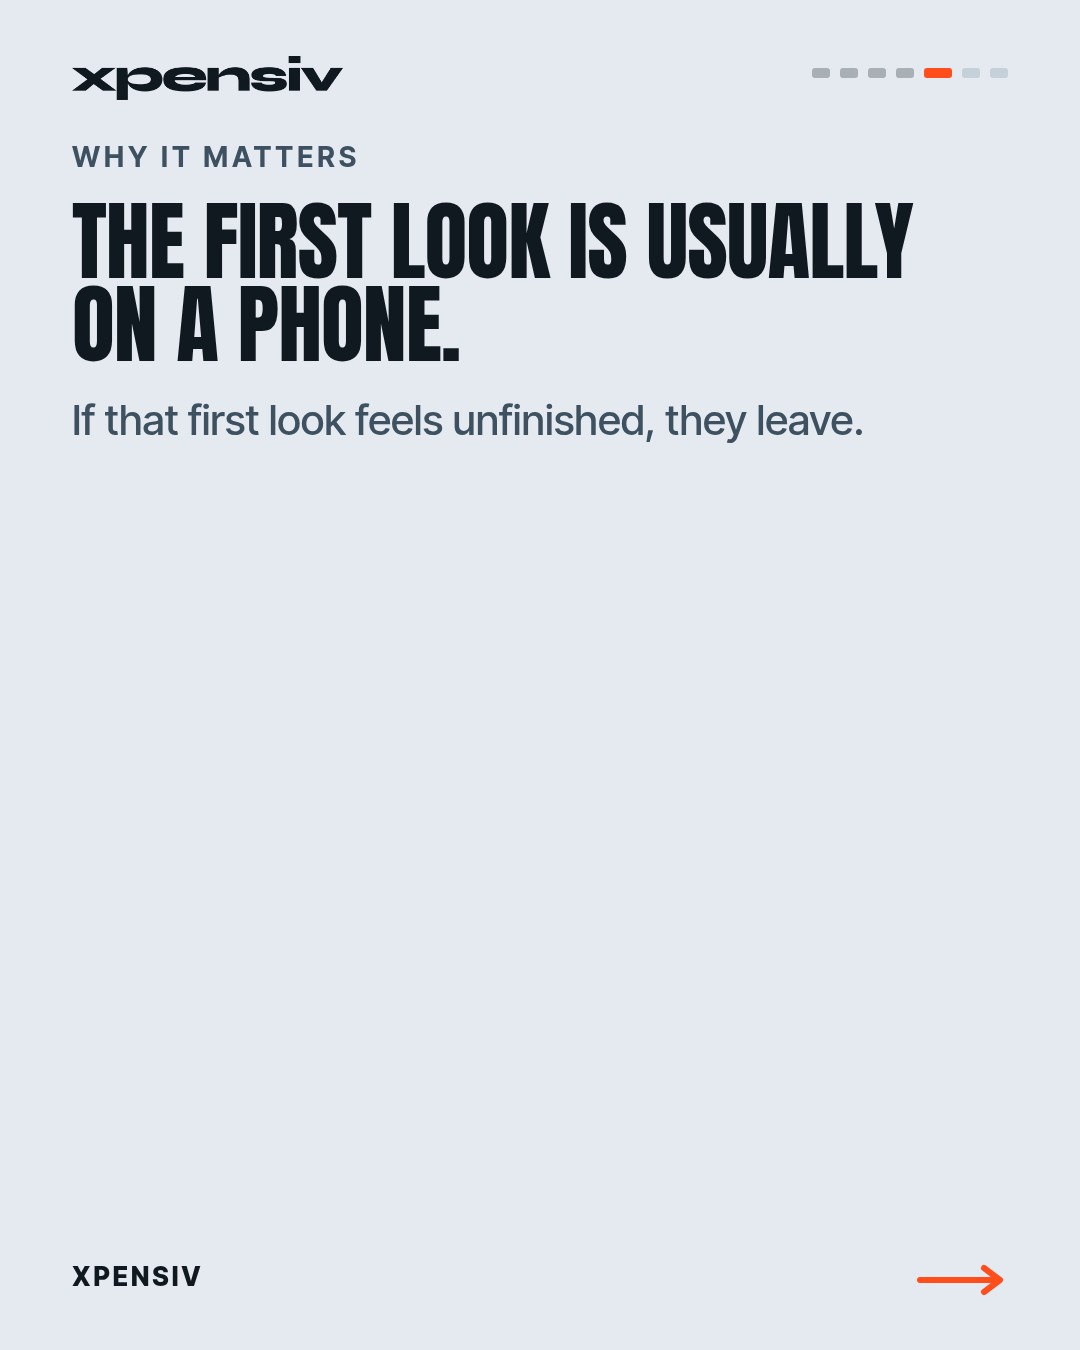 xpensiv
WHY IT MATTERS
THE FIRST LOOK IS USUALLY
ON A PHONE.
If that first look feels unfinished, they leave.
XPENSIV